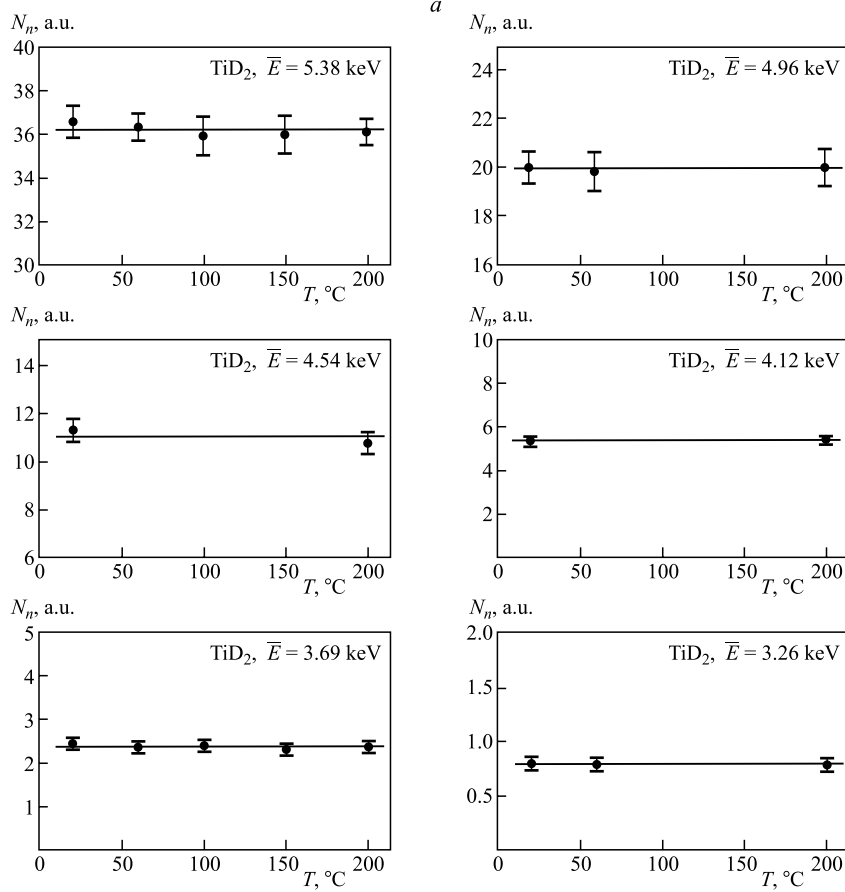 a
N_n, a.u.
TiD₂, E̅ = 5.38 keV
40
38
36
34
32
30
0 50 100 150 200
T, °C
N_n, a.u.
TiD₂, E̅ = 4.96 keV
24
22
20
18
16
0 50 100 150 200
T, °C
N_n, a.u.
TiD₂, E̅ = 4.54 keV
14
12
11
10
8
6
0 50 100 150 200
T, °C
N_n, a.u.
TiD₂, E̅ = 4.12 keV
10
8
6
4
2
0 50 100 150 200
T, °C
N_n, a.u.
TiD₂, E̅ = 3.69 keV
5
4
3
2
1
0 50 100 150 200
T, °C
N_n, a.u.
TiD₂, E̅ = 3.26 keV
2.0
1.5
1.0
0.5
0 50 100 150 200
T, °C